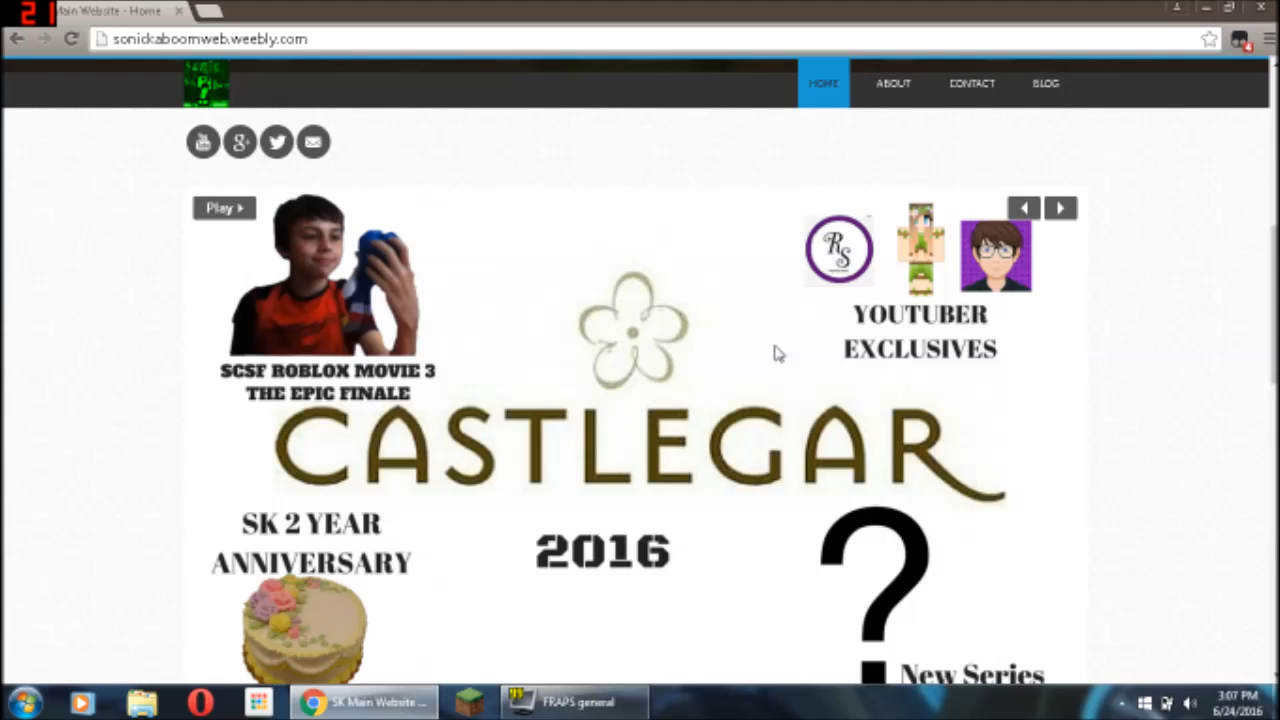 21
Main Website - Home
sonickaboomweb.weebly.com
HOME
ABOUT
CONTACT
BLOG
Play
RS
YOUTUBER
EXCLUSIVES
SCSF ROBLOX MOVIE 3
THE EPIC FINALE
CASTLEGAR
SK 2 YEAR
ANNIVERSARY
2016
?
New Series
SK Main Website ...
FRAPS general
3:07 PM
6/24/2016